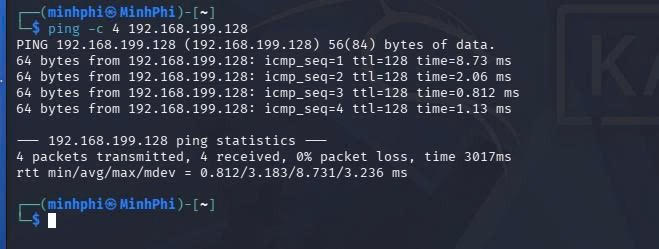 ┌──(minhphi㉿MinhPhi)-[~]
└─$ ping -c 4 192.168.199.128
PING 192.168.199.128 (192.168.199.128) 56(84) bytes of data.
64 bytes from 192.168.199.128: icmp_seq=1 ttl=128 time=8.73 ms
64 bytes from 192.168.199.128: icmp_seq=2 ttl=128 time=2.06 ms
64 bytes from 192.168.199.128: icmp_seq=3 ttl=128 time=0.812 ms
64 bytes from 192.168.199.128: icmp_seq=4 ttl=128 time=1.13 ms

--- 192.168.199.128 ping statistics ---
4 packets transmitted, 4 received, 0% packet loss, time 3017ms
rtt min/avg/max/mdev = 0.812/3.183/8.731/3.236 ms

┌──(minhphi㉿MinhPhi)-[~]
└─$
KA